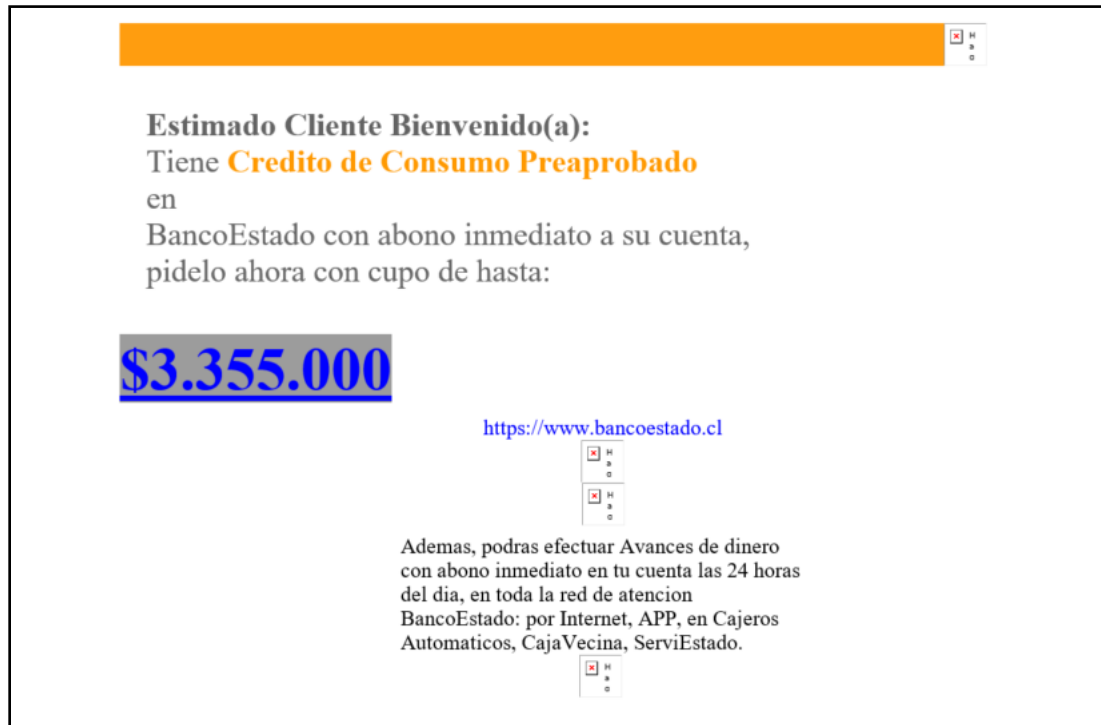 H
a
c
Estimado Cliente Bienvenido(a):
Tiene Credito de Consumo Preaprobado
en
BancoEstado con abono inmediato a su cuenta,
pidelo ahora con cupo de hasta:
$3.355.000
https://www.bancoestado.cl
H
a
c
H
a
c
Ademas, podras efectuar Avances de dinero
con abono inmediato en tu cuenta las 24 horas
del dia, en toda la red de atencion
BancoEstado: por Internet, APP, en Cajeros
Automaticos, CajaVecina, ServiEstado.
H
a
c